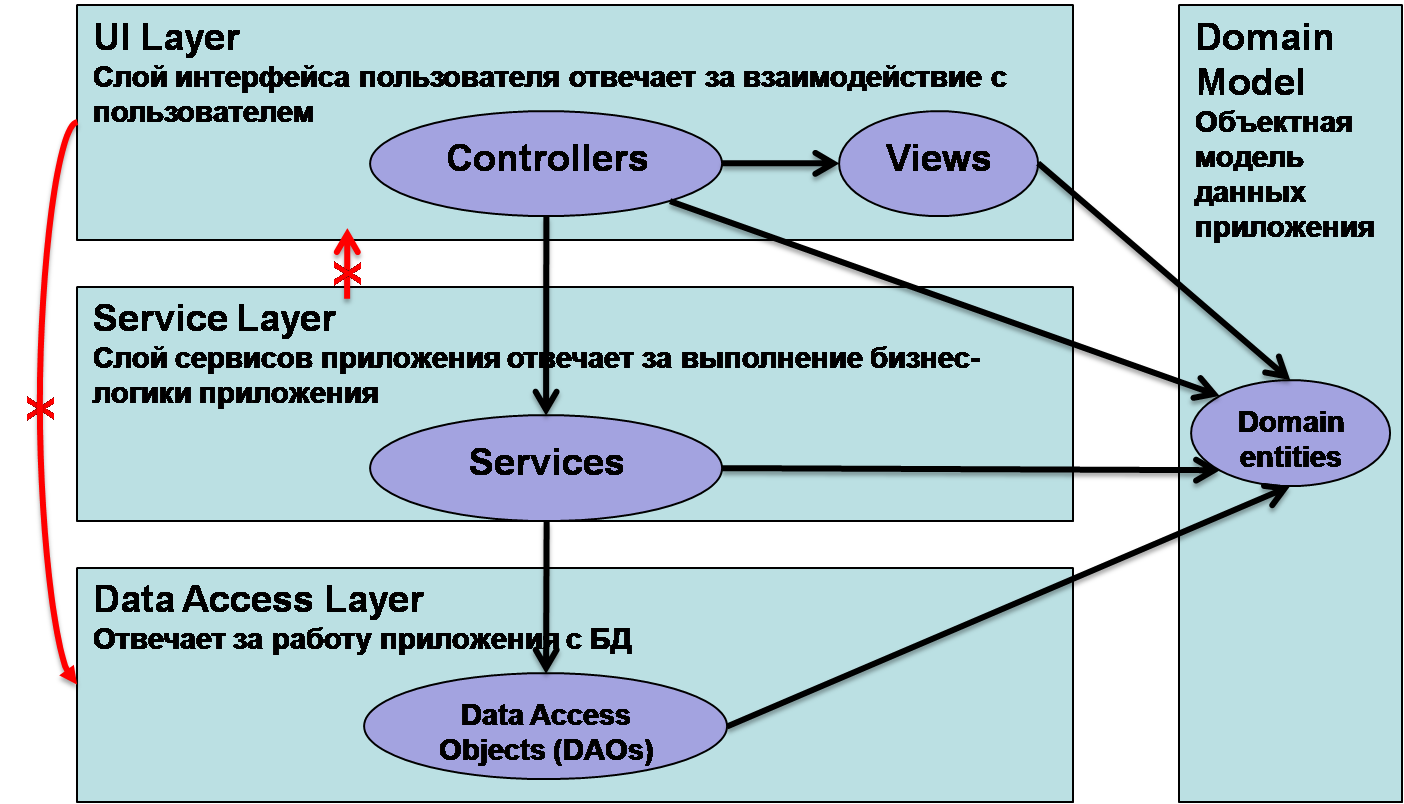 UI Layer
Слой интерфейса пользователя отвечает за взаимодействие с
пользователем
Controllers
Views
Domain
Model
Объектная
модель
данных
приложения
Service Layer
Слой сервисов приложения отвечает за выполнение бизнес-
логики приложения
Services
Domain
entities
Data Access Layer
Отвечает за работу приложения с БД
Data Access
Objects (DAOs)